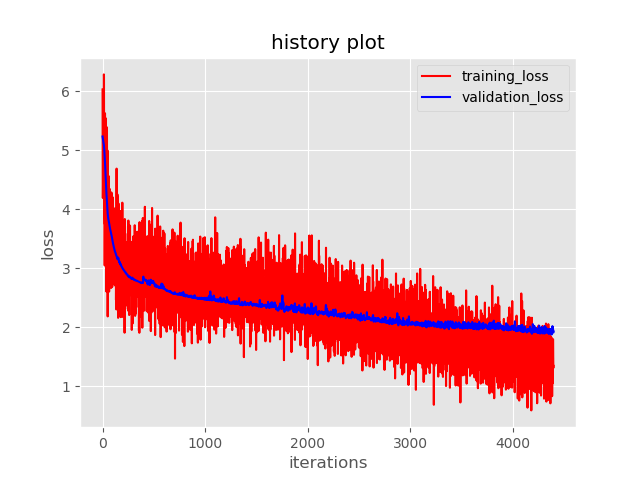 history plot
training_loss
validation_loss
6
5
4
3
2
1
loss
0 1000 2000 3000 4000
iterations